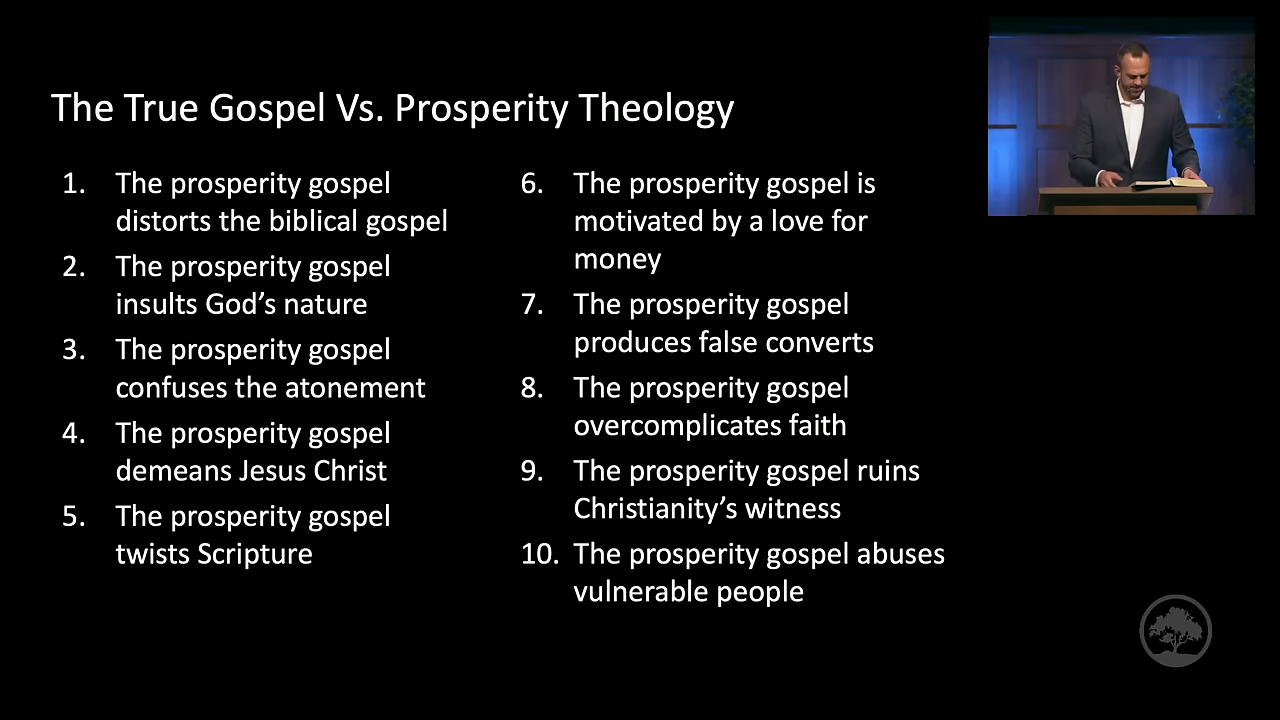 The True Gospel Vs. Prosperity Theology
1. The prosperity gospel
distorts the biblical gospel
2. The prosperity gospel
insults God’s nature
3. The prosperity gospel
confuses the atonement
4. The prosperity gospel
demeans Jesus Christ
5. The prosperity gospel
twists Scripture
6. The prosperity gospel is
motivated by a love for
money
7. The prosperity gospel
produces false converts
8. The prosperity gospel
overcomplicates faith
9. The prosperity gospel ruins
Christianity’s witness
10. The prosperity gospel abuses
vulnerable people